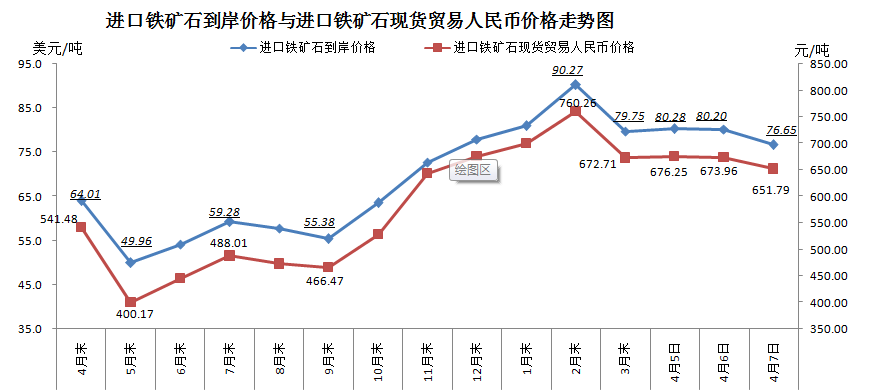 进口铁矿石到岸价格与进口铁矿石现货贸易人民币价格走势图
美元/吨
进口铁矿石到岸价格
进口铁矿石现货贸易人民币价格
元/吨
95.0
85.0
75.0
65.0
55.0
45.0
35.0
850.00
800.00
750.00
700.00
650.00
600.00
550.00
500.00
450.00
400.00
350.00
64.01
49.96
59.28
55.38
90.27
79.75
80.28
80.20
76.65
541.48
400.17
488.01
466.47
760.26
672.71
676.25
673.96
651.79
绘图区
4月末
5月末
6月末
7月末
8月末
9月末
10月末
11月末
12月末
1月末
2月末
3月末
4月5日
4月6日
4月7日